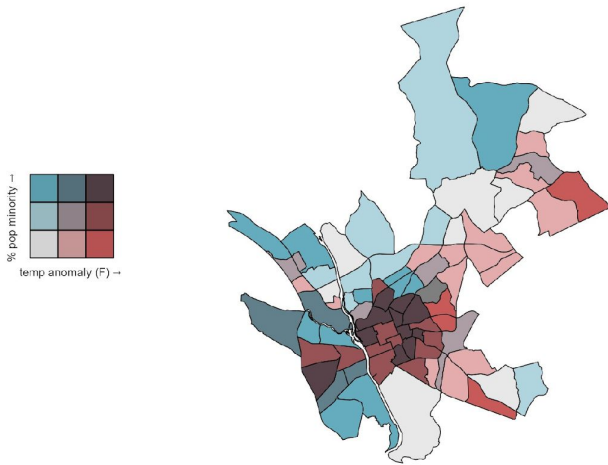 % pop minority →
temp anomaly (F) →